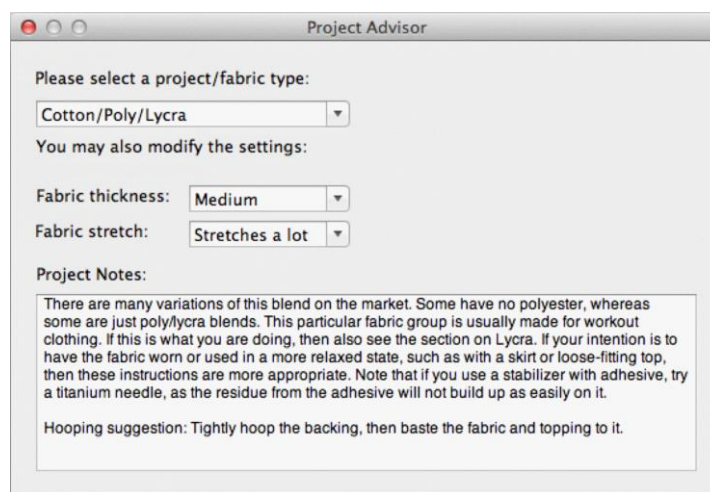 Project Advisor
Please select a project/fabric type:
Cotton/Poly/Lycra
You may also modify the settings:
Fabric thickness: Medium
Fabric stretch: Stretches a lot
Project Notes:
There are many variations of this blend on the market. Some have no polyester, whereas
some are just poly/lycra blends. This particular fabric group is usually made for workout
clothing. If this is what you are doing, then also see the section on Lycra. If your intention is to
have the fabric worn or used in a more relaxed state, such as with a skirt or loose-fitting top,
then these instructions are more appropriate. Note that if you use a stabilizer with adhesive, try
a titanium needle, as the residue from the adhesive will not build up as easily on it.
Hooping suggestion: Tightly hoop the backing, then baste the fabric and topping to it.